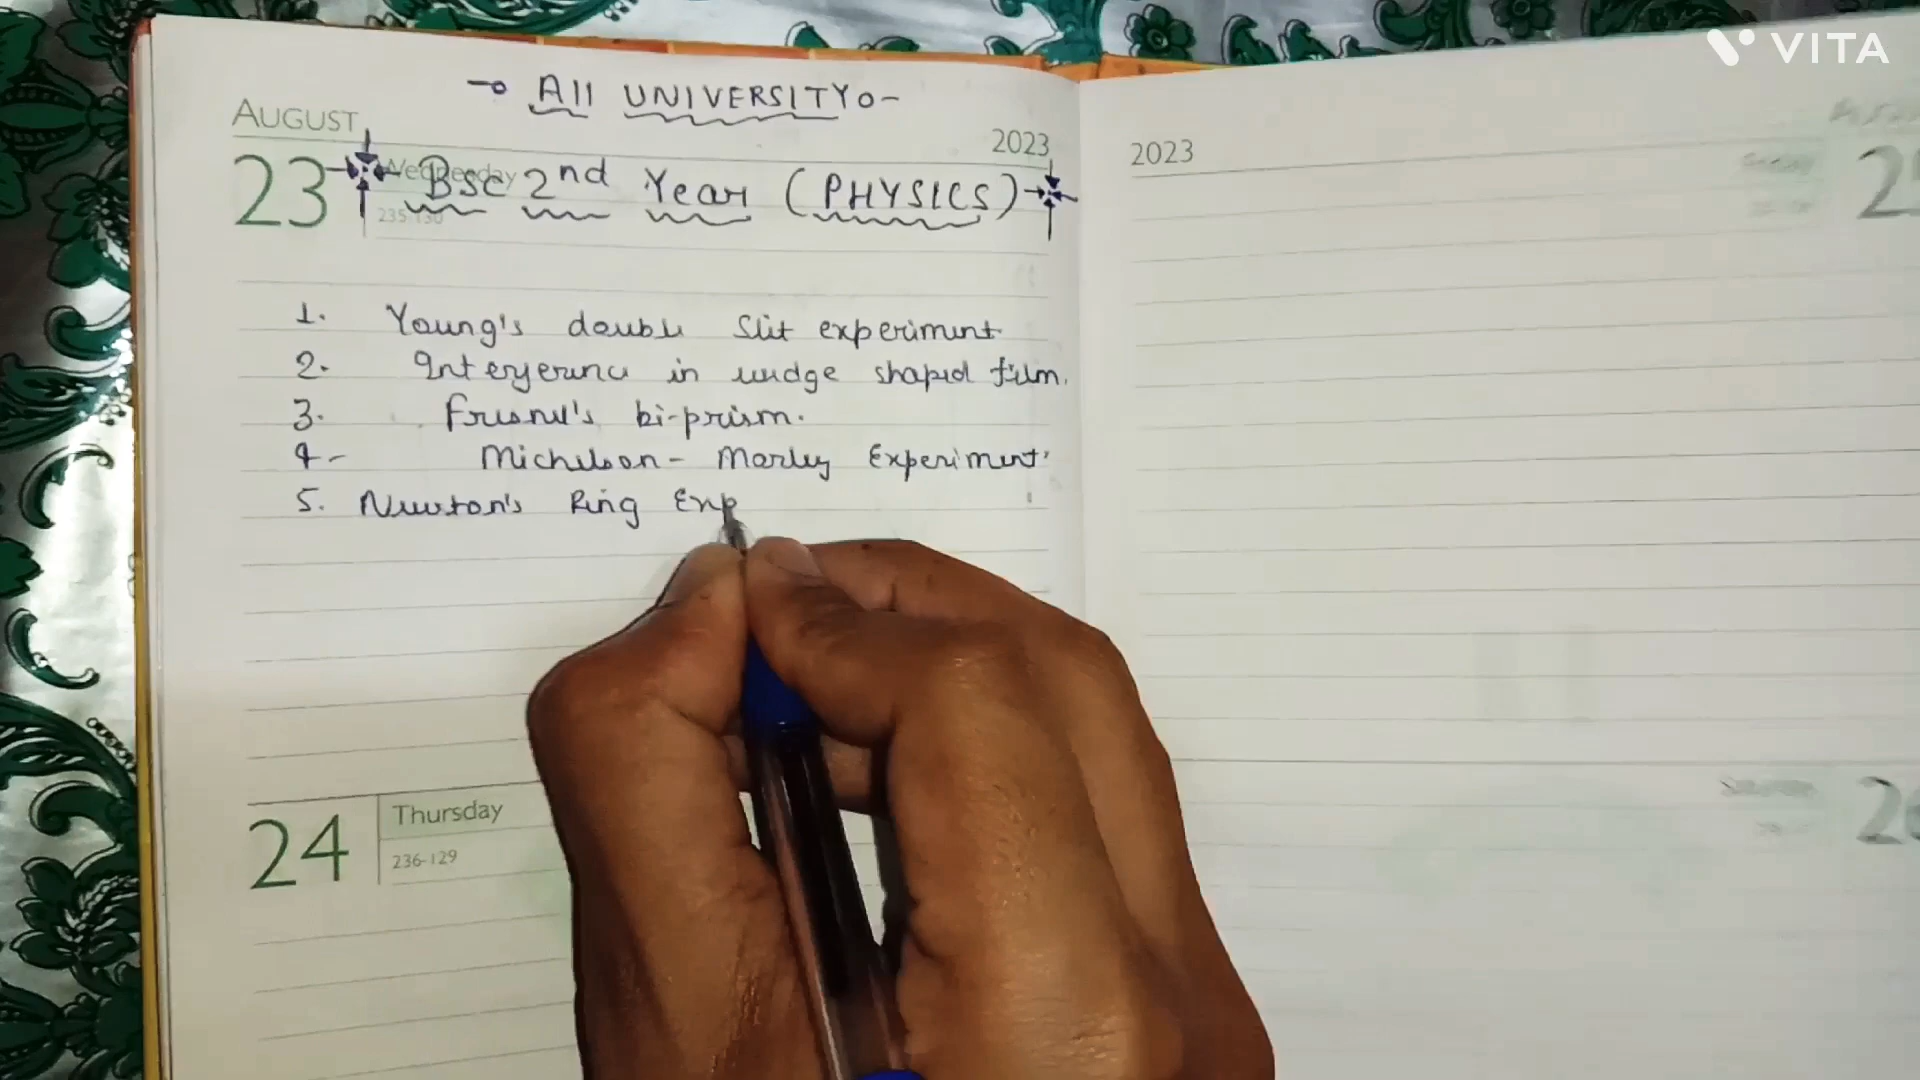 VITA
All UNIVERSITY
AUGUST
2023
23 Wednesday
235-130
Bsc 2nd Year (PHYSICS)
1. Young's double Slit experiment
2. Interference in wedge shaped film.
3. Fresnel's bi-prism.
4- Michelson - Morley Experiment
5. Newton's Ring Exp
24 Thursday
236-129
2023